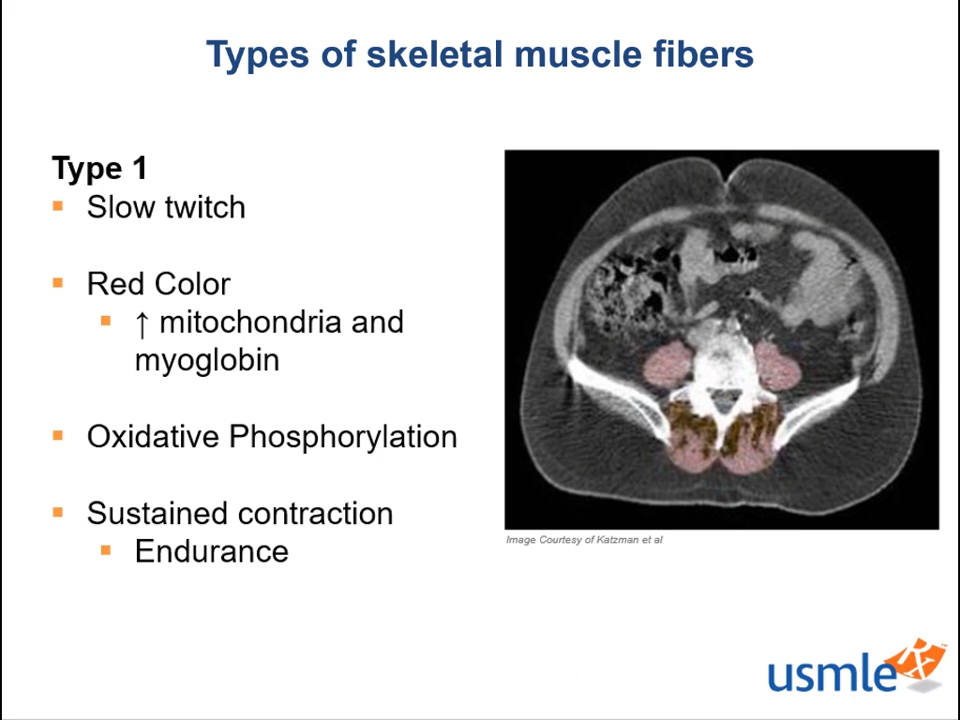 Types of skeletal muscle fibers
Type 1
▪ Slow twitch
▪ Red Color
▪ ↑ mitochondria and
myoglobin
▪ Oxidative Phosphorylation
▪ Sustained contraction
▪ Endurance
Image Courtesy of Katzman et al
usmle Rx™